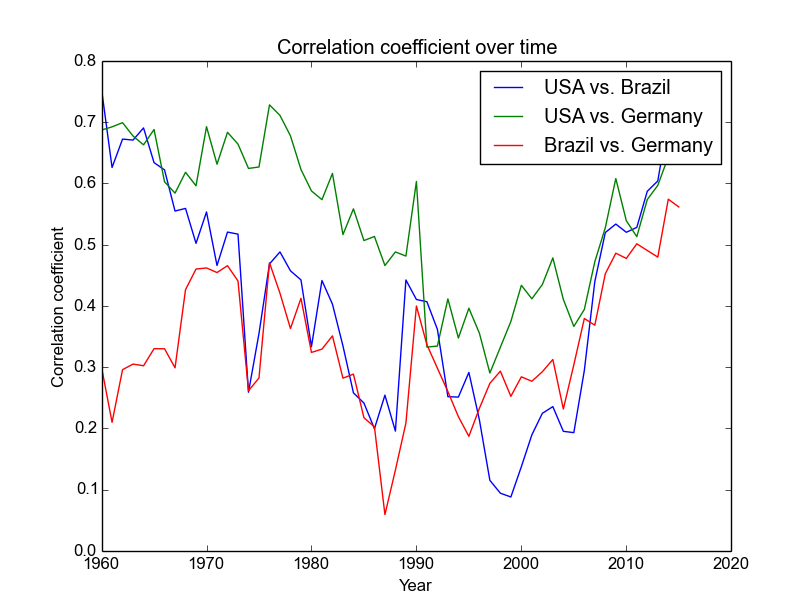 Correlation coefficient over time
USA vs. Brazil
USA vs. Germany
Brazil vs. Germany
Correlation coefficient
0.8
0.7
0.6
0.5
0.4
0.3
0.2
0.1
0.0
1960 1970 1980 1990 2000 2010 2020
Year